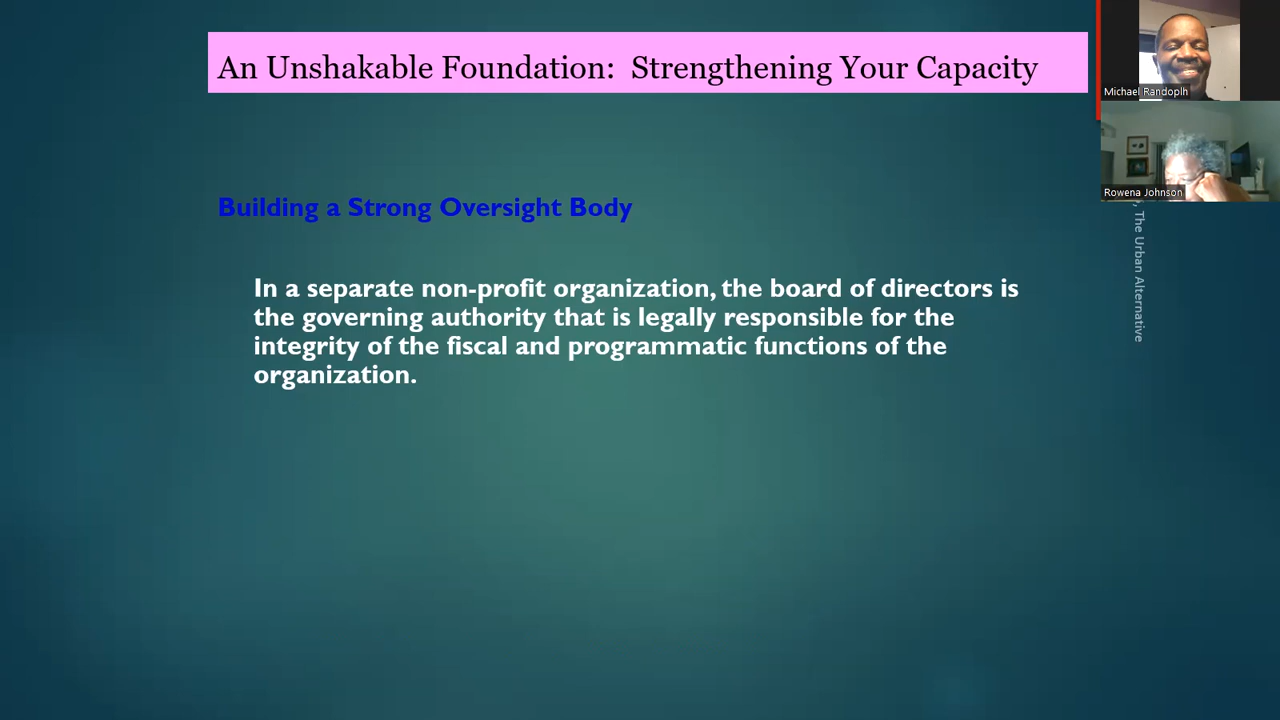 An Unshakable Foundation: Strengthening Your Capacity
Building a Strong Oversight Body
In a separate non-profit organization, the board of directors is
the governing authority that is legally responsible for the
integrity of the fiscal and programmatic functions of the
organization.
Michael Randoplh
Rowena Johnson
The Urban Alternative